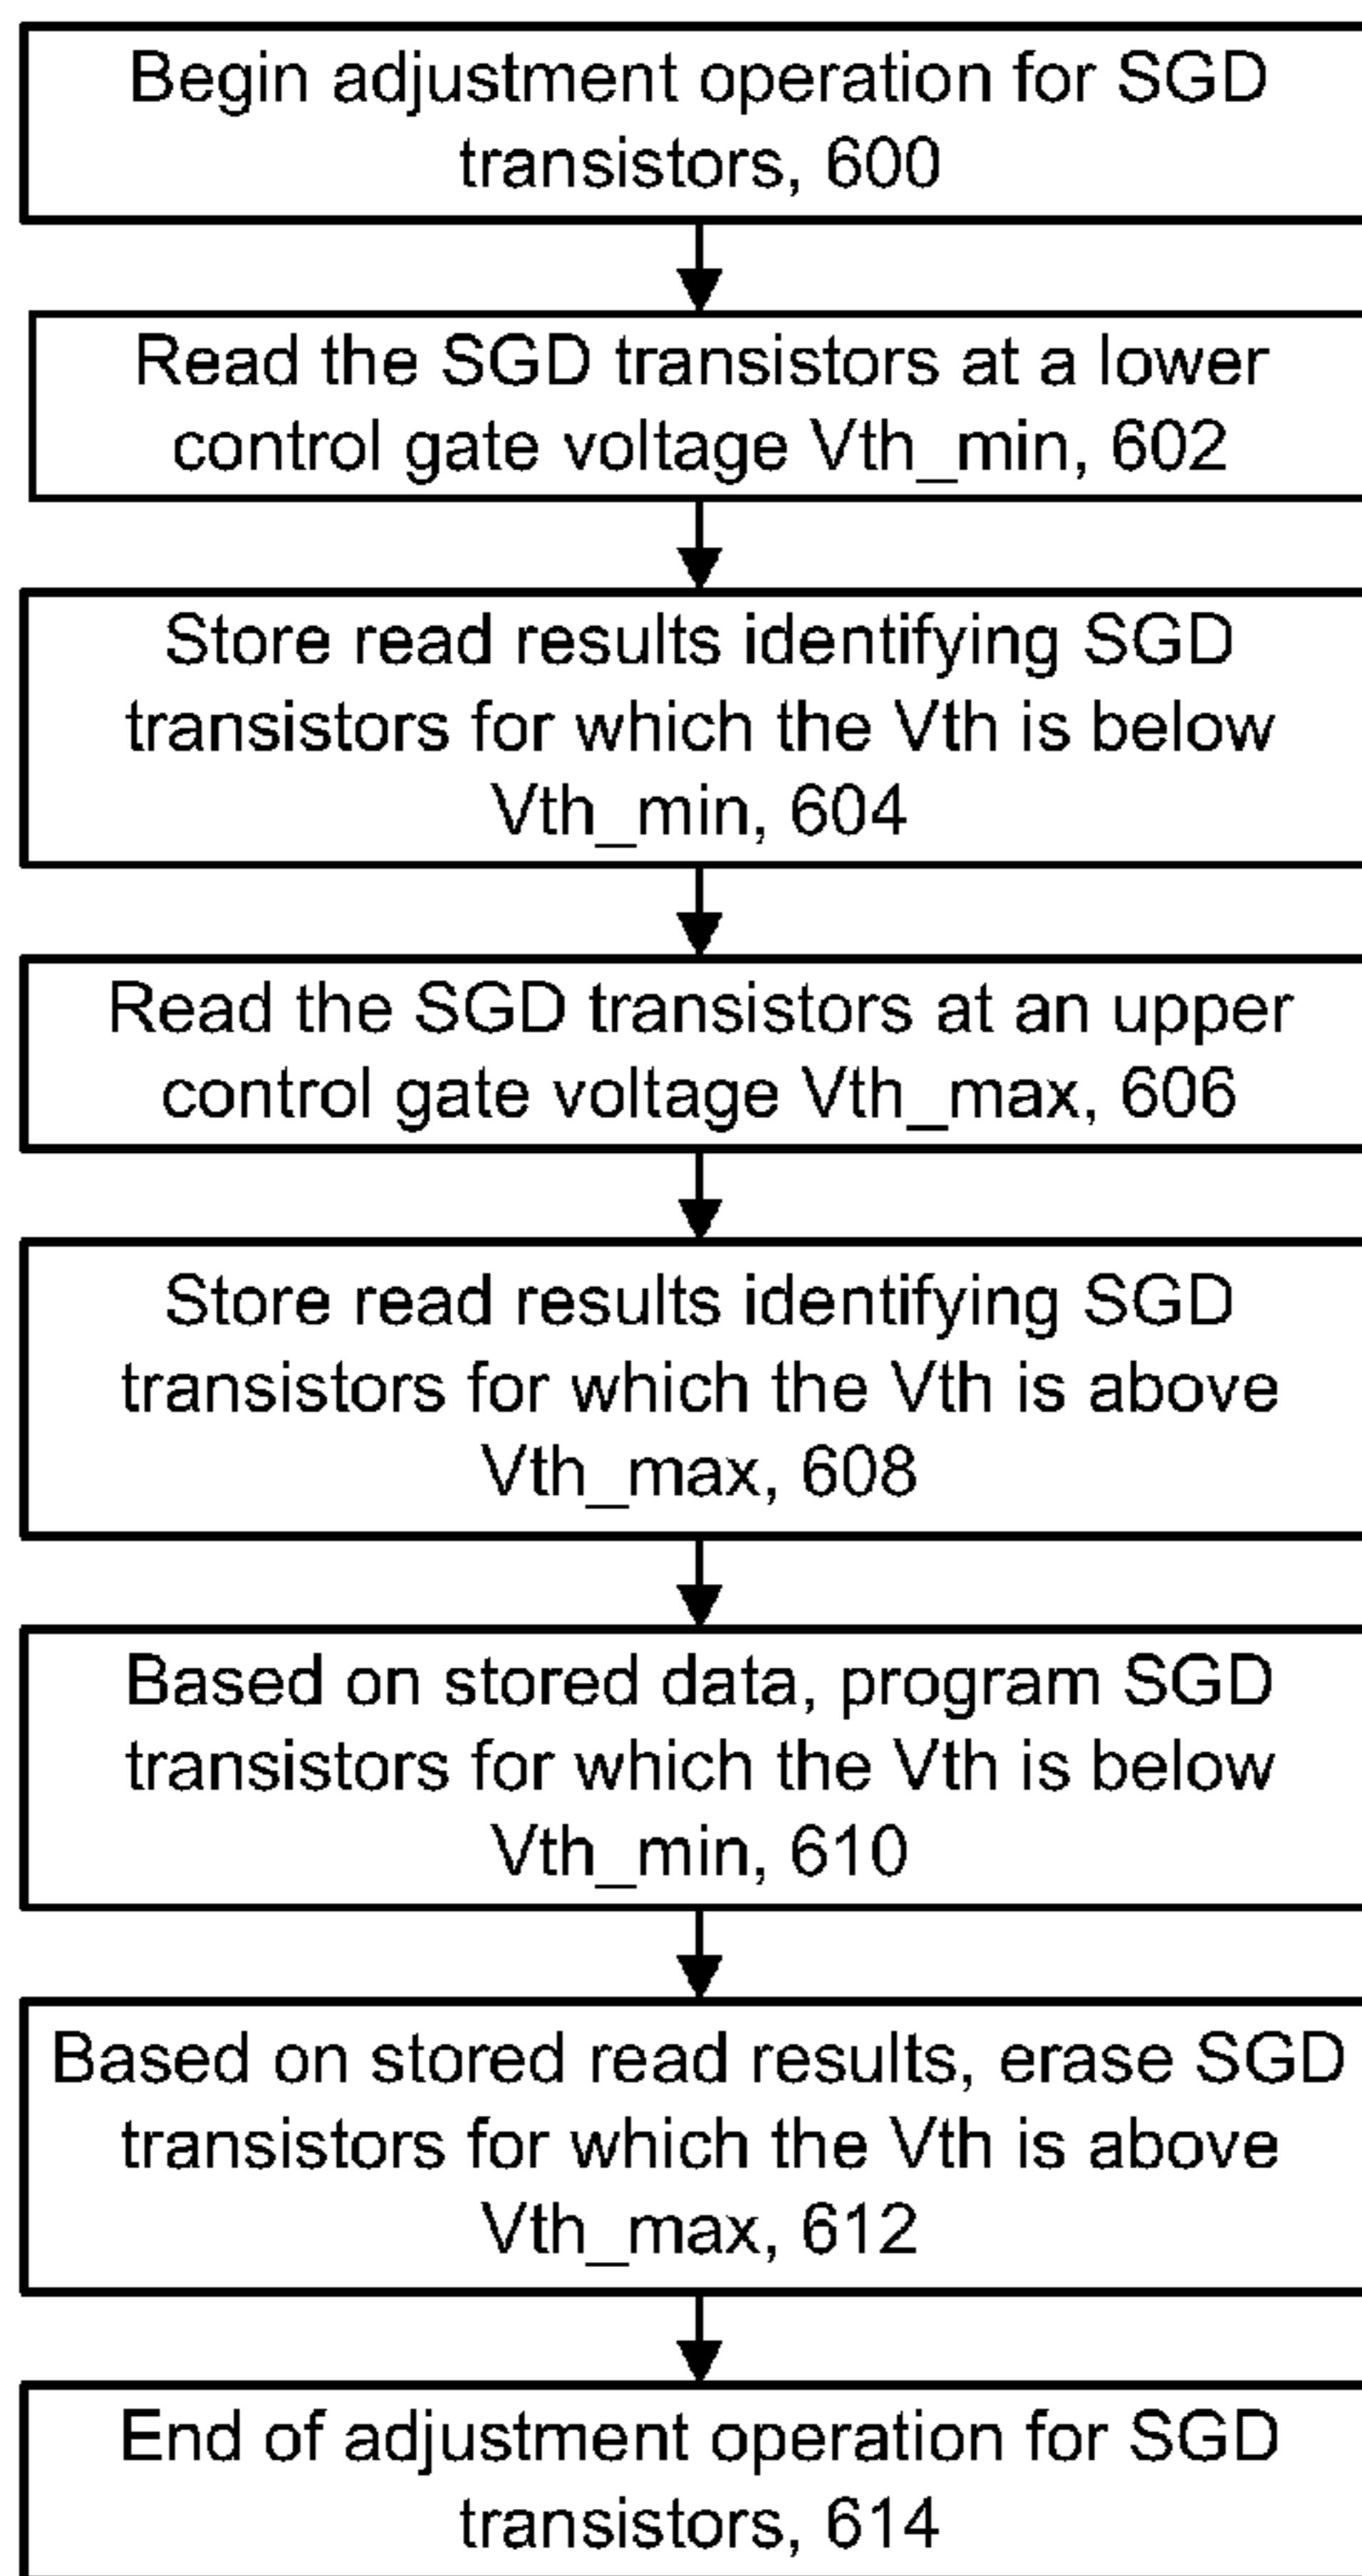 Begin adjustment operation for SGD
transistors, 600
Read the SGD transistors at a lower
control gate voltage Vth_min, 602
Store read results identifying SGD
transistors for which the Vth is below
Vth_min, 604
Read the SGD transistors at an upper
control gate voltage Vth_max, 606
Store read results identifying SGD
transistors for which the Vth is above
Vth_max, 608
Based on stored data, program SGD
transistors for which the Vth is below
Vth_min, 610
Based on stored read results, erase SGD
transistors for which the Vth is above
Vth_max, 612
End of adjustment operation for SGD
transistors, 614